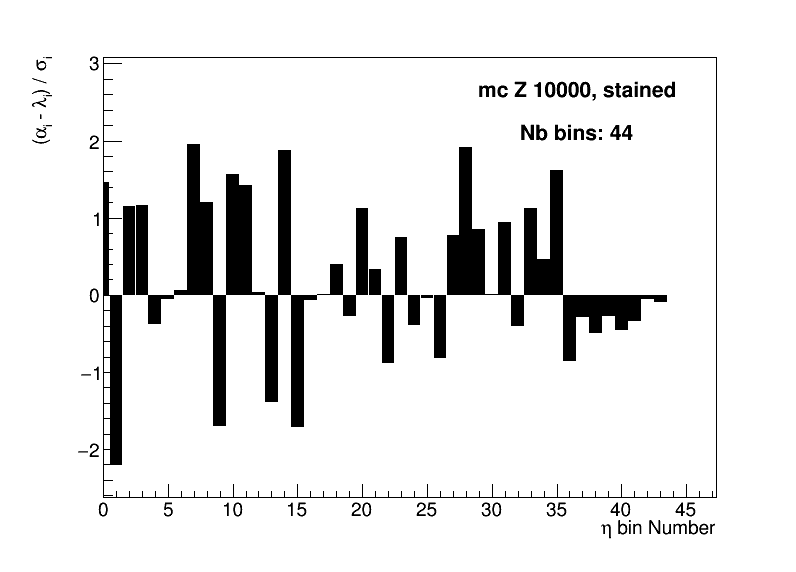 (αᵢ - λᵢ) / σᵢ
3
2
1
0
−1
−2
mc Z 10000, stained
Nb bins: 44
0 5 10 15 20 25 30 35 40 45
η bin Number